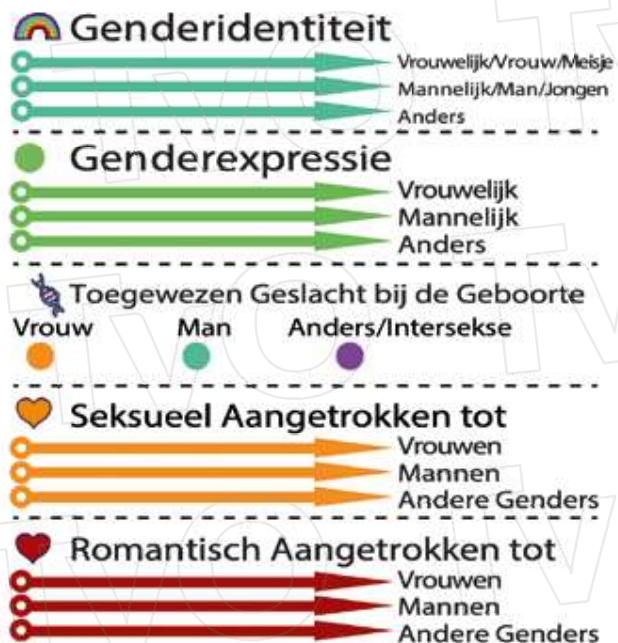 Genderidentiteit
Vrouwelijk/Vrouw/Meisje
Mannelijk/Man/Jongen
Anders
Genderexpressie
Vrouwelijk
Mannelijk
Anders
Toegewezen Geslacht bij de Geboorte
Vrouw Man Anders/Intersekse
Seksueel Aangetrokken tot
Vrouwen
Mannen
Andere Genders
Romantisch Aangetrokken tot
Vrouwen
Mannen
Andere Genders